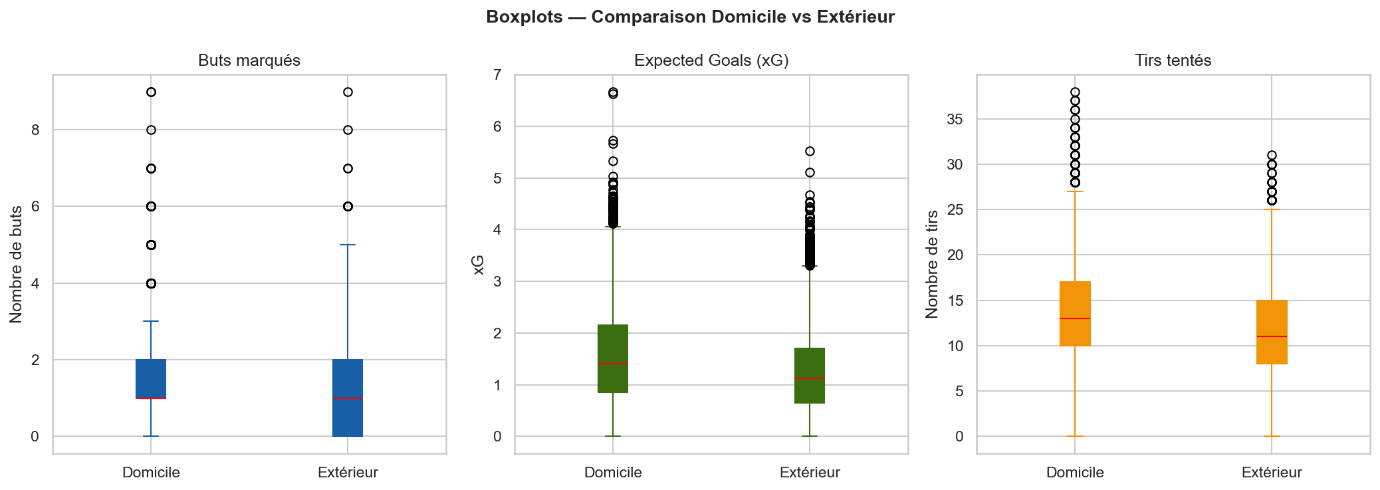 Boxplots — Comparaison Domicile vs Extérieur
Buts marqués
Nombre de buts
8
6
4
2
0
Domicile
Extérieur
Expected Goals (xG)
xG
7
6
5
4
3
2
1
0
Domicile
Extérieur
Tirs tentés
Nombre de tirs
35
30
25
20
15
10
5
0
Domicile
Extérieur